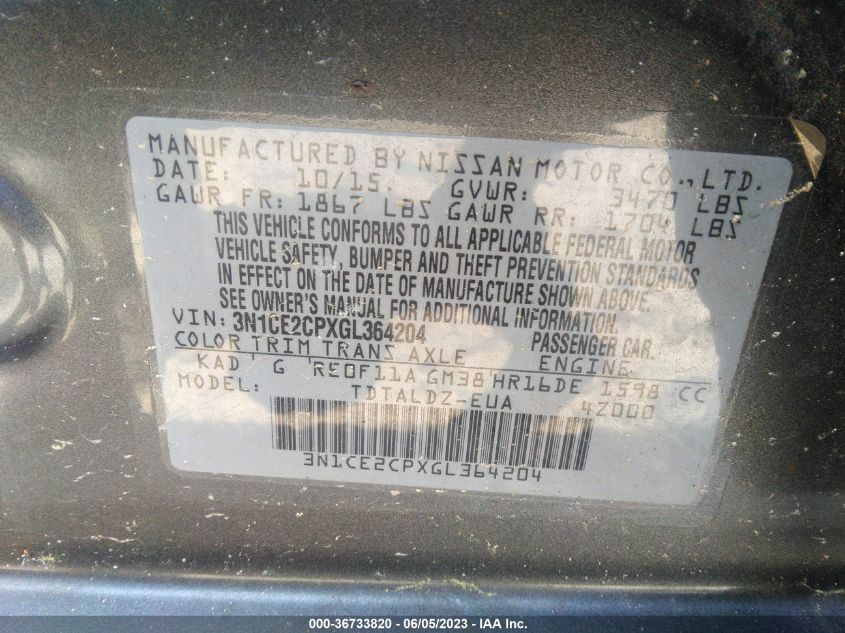 MANUFACTURED BY NISSAN MOTOR CO., LTD.
DATE: 10/15. GVWR: 3470 LBS
GAWR FR: 1867 LBS GAWR RR: 1704 LBS
THIS VEHICLE CONFORMS TO ALL APPLICABLE FEDERAL MOTOR
VEHICLE SAFETY, BUMPER AND THEFT PREVENTION STANDARDS
IN EFFECT ON THE DATE OF MANUFACTURE SHOWN ABOVE.
SEE OWNER'S MANUAL FOR ADDITIONAL INFORMATION.
VIN: 3N1CE2CPXGL364204 PASSENGER CAR.
COLOR TRIM TRANS AXLE ENGINE
KAD G RE0F11A GM38 HR16DE 1598 CC
MODEL: TDTALDZ-EUA 4Z000
3N1CE2CPXGL364204
000-36733820 - 06/05/2023 - IAA Inc.